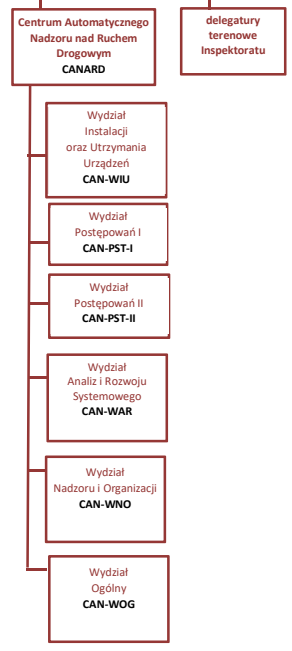 Centrum Automatycznego
Nadzoru nad Ruchem
Drogowym
CANARD
delegatury
terenowe
Inspektoratu
Wydział
Instalacji
oraz Utrzymania
Urządzeń
CAN-WIU
Wydział
Postępowań I
CAN-PST-I
Wydział
Postępowań II
CAN-PST-II
Wydział
Analiz i Rozwoju
Systemowego
CAN-WAR
Wydział
Nadzoru i Organizacji
CAN-WNO
Wydział
Ogólny
CAN-WOG